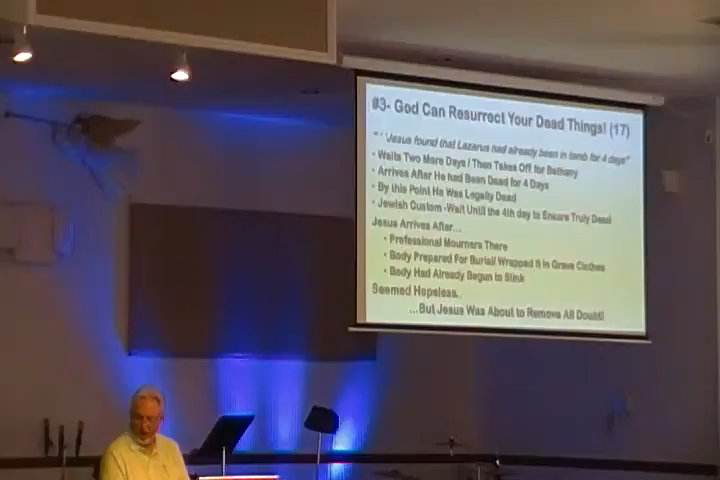 #3- God Can Resurrect Your Dead Things! (17)
"¹⁷ Jesus found that Lazarus had already been in tomb for 4 days"
• Waits Two More Days / Then Takes Off for Bethany
• Arrives After He had Been Dead for 4 Days
• By this Point He Was Legally Dead
• Jewish Custom -Wait Until the 4th day to Ensure Truly Dead
Jesus Arrives After...
• Professional Mourners There
• Body Prepared For Burial/ Wrapped It in Grave Clothes
• Body Had Already Begun to Stink
Seemed Hopeless..
...But Jesus Was About to Remove All Doubt!